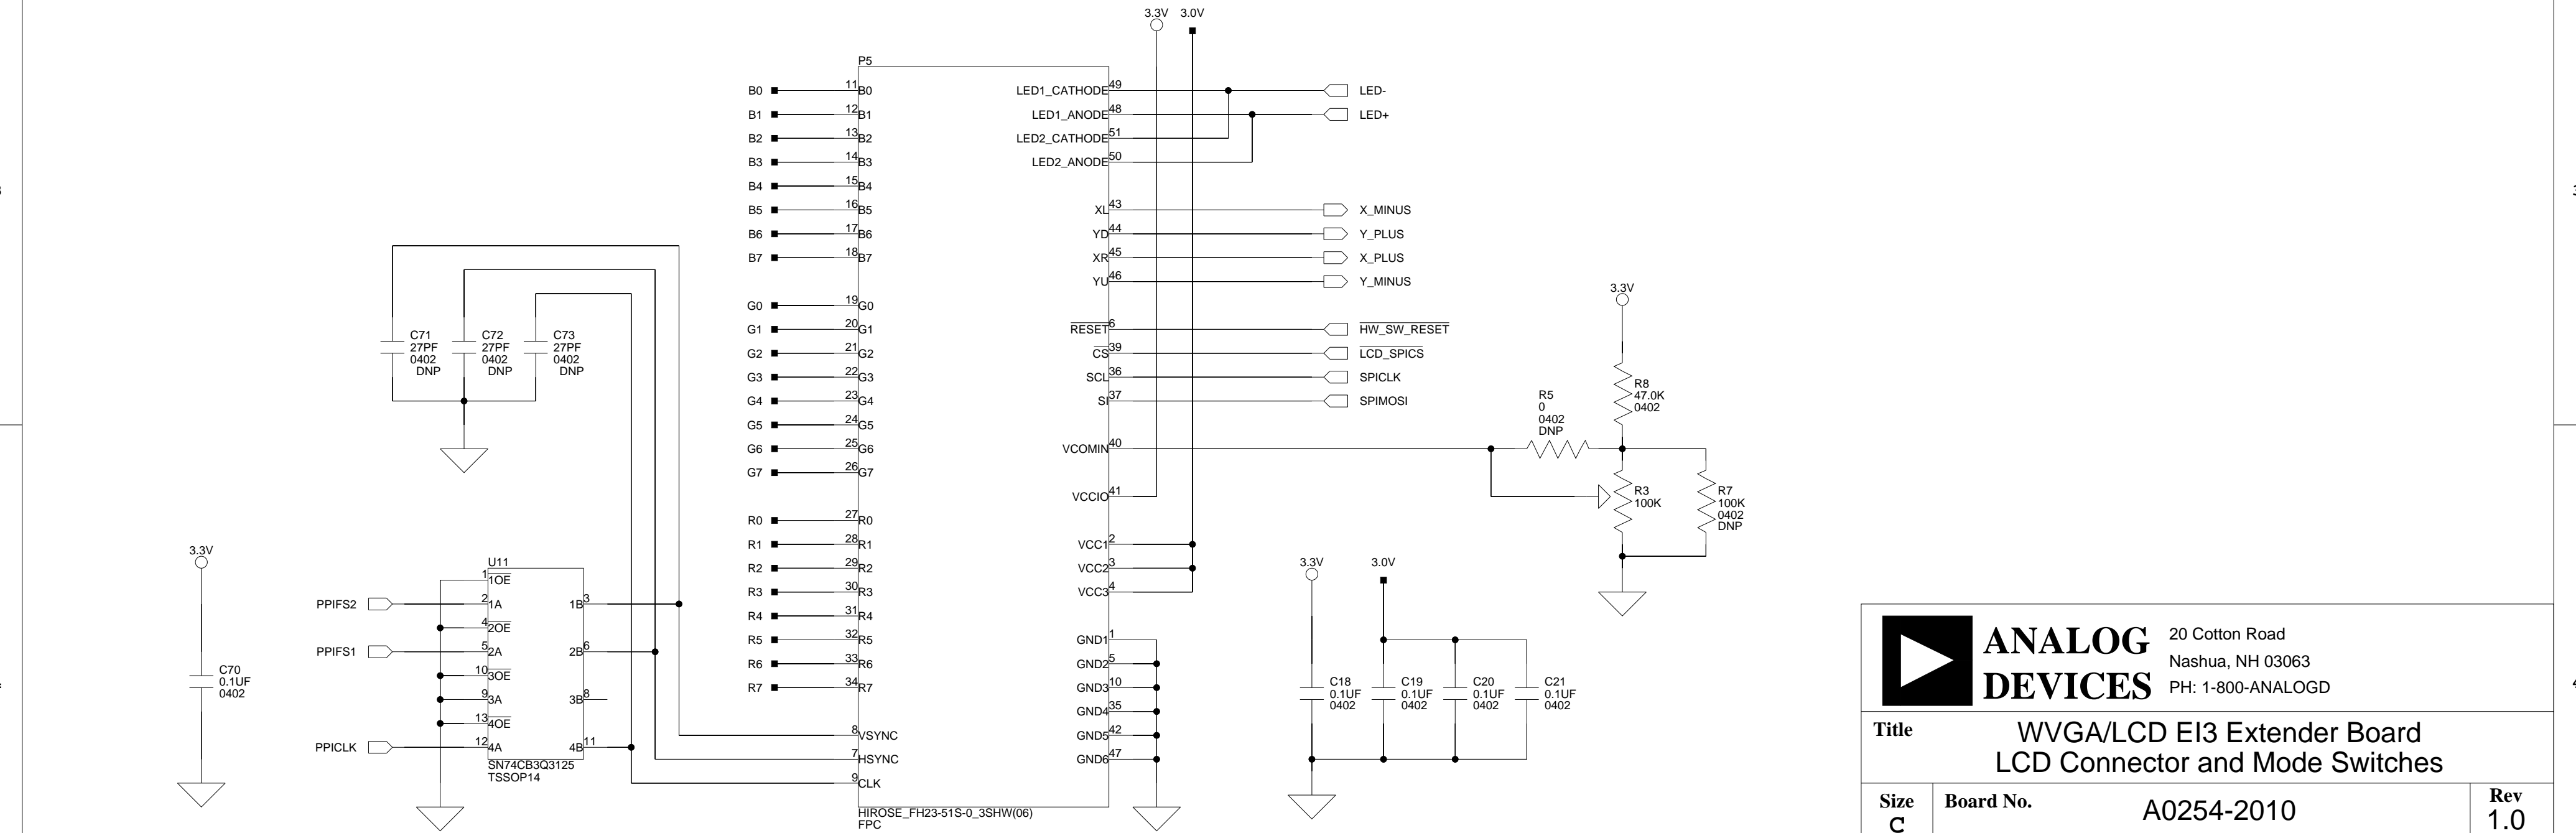 3.3V 3.0V
P5
B0 11 B0
B1 12 B1
B2 13 B2
B3 14 B3
B4 15 B4
B5 16 B5
B6 17 B6
B7 18 B7
G0 19 G0
G1 20 G1
G2 21 G2
G3 22 G3
G4 23 G4
G5 24 G5
G6 25 G6
G7 26 G7
R0 27 R0
R1 28 R1
R2 29 R2
R3 30 R3
R4 31 R4
R5 32 R5
R6 33 R6
R7 34 R7
8 VSYNC
7 HSYNC
9 CLK
LED1_CATHODE 49 LED-
LED1_ANODE 48 LED+
LED2_CATHODE 51
LED2_ANODE 50
XL 43 X_MINUS
YD 44 Y_PLUS
XR 45 X_PLUS
YU 46 Y_MINUS
RESET 6 HW_SW_RESET
CS 39 LCD_SPICS
SCL 36 SPICLK
SI 37 SPIMOSI
VCOMIN 40
VCCIO 41
VCC1 2
VCC2 3
VCC3 4
GND1 1
GND2 5
GND3 10
GND4 35
GND5 42
GND6 47
HIROSE_FH23-51S-0_3SHW(06)
FPC
C71
27PF
0402
DNP
C72
27PF
0402
DNP
C73
27PF
0402
DNP
3.3V
C70
0.1UF
0402
U11
1 1OE
PPIFS2 2 1A 1B 3
4 2OE
PPIFS1 5 2A 2B 6
10 3OE
9 3A 3B 8
13 4OE
PPICLK 12 4A 4B 11
SN74CB3Q3125
TSSOP14
3.3V
R8
47.0K
0402
R5
0
0402
DNP
R3
100K
R7
100K
0402
DNP
3.3V 3.0V
C18
0.1UF
0402
C19
0.1UF
0402
C20
0.1UF
0402
C21
0.1UF
0402
ANALOG
DEVICES
20 Cotton Road
Nashua, NH 03063
PH: 1-800-ANALOGD
Title
WVGA/LCD EI3 Extender Board
LCD Connector and Mode Switches
Size
C
Board No.
A0254-2010
Rev
1.0